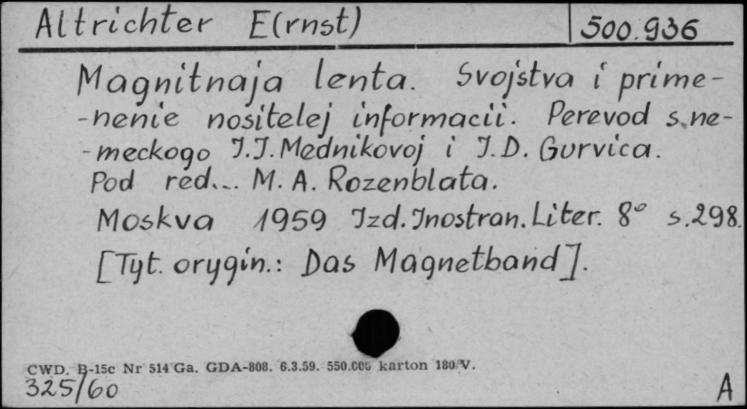 Altrichter E(rnst) 500.936
Magnitnaja lenta. Svojstva i prime-
-nenie nositelej informacii. Perevod s.ne-
-meckogo I.I. Mednikovoj i I.D. Gurvica.
Pod red... M. A. Rozenblata.
Moskva 1959 Izd. Inostran. Liter. 8° s.298.
[Tyt. orygin.: Das Magnetband].
CWD. B-15c Nr 514 Ga. GDA-808. 6.3.59. 550.000 karton 180/V.
325/60 A